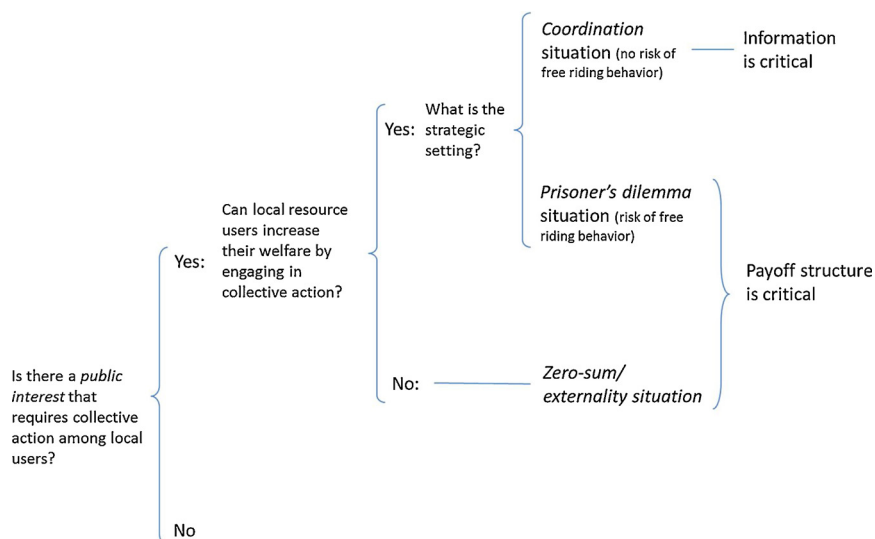 Is there a public
interest that
requires collective
action among local
users?
Yes:
Can local resource
users increase
their welfare by
engaging in
collective action?
Yes:
What is the
strategic
setting?
Coordination
situation (no risk of
free riding behavior)
Information
is critical
Prisoner's dilemma
situation (risk of free
riding behavior)
Payoff structure
is critical
No:
Zero-sum/
externality situation
No